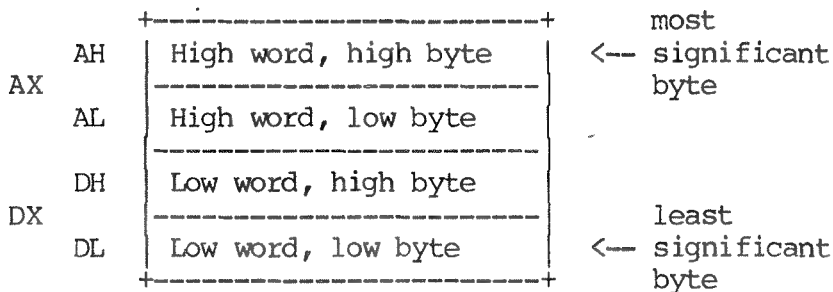 most
AH High word, high byte <-- significant
AX byte
AL High word, low byte
DH Low word, high byte
DX least
DL Low word, low byte <-- significant
byte